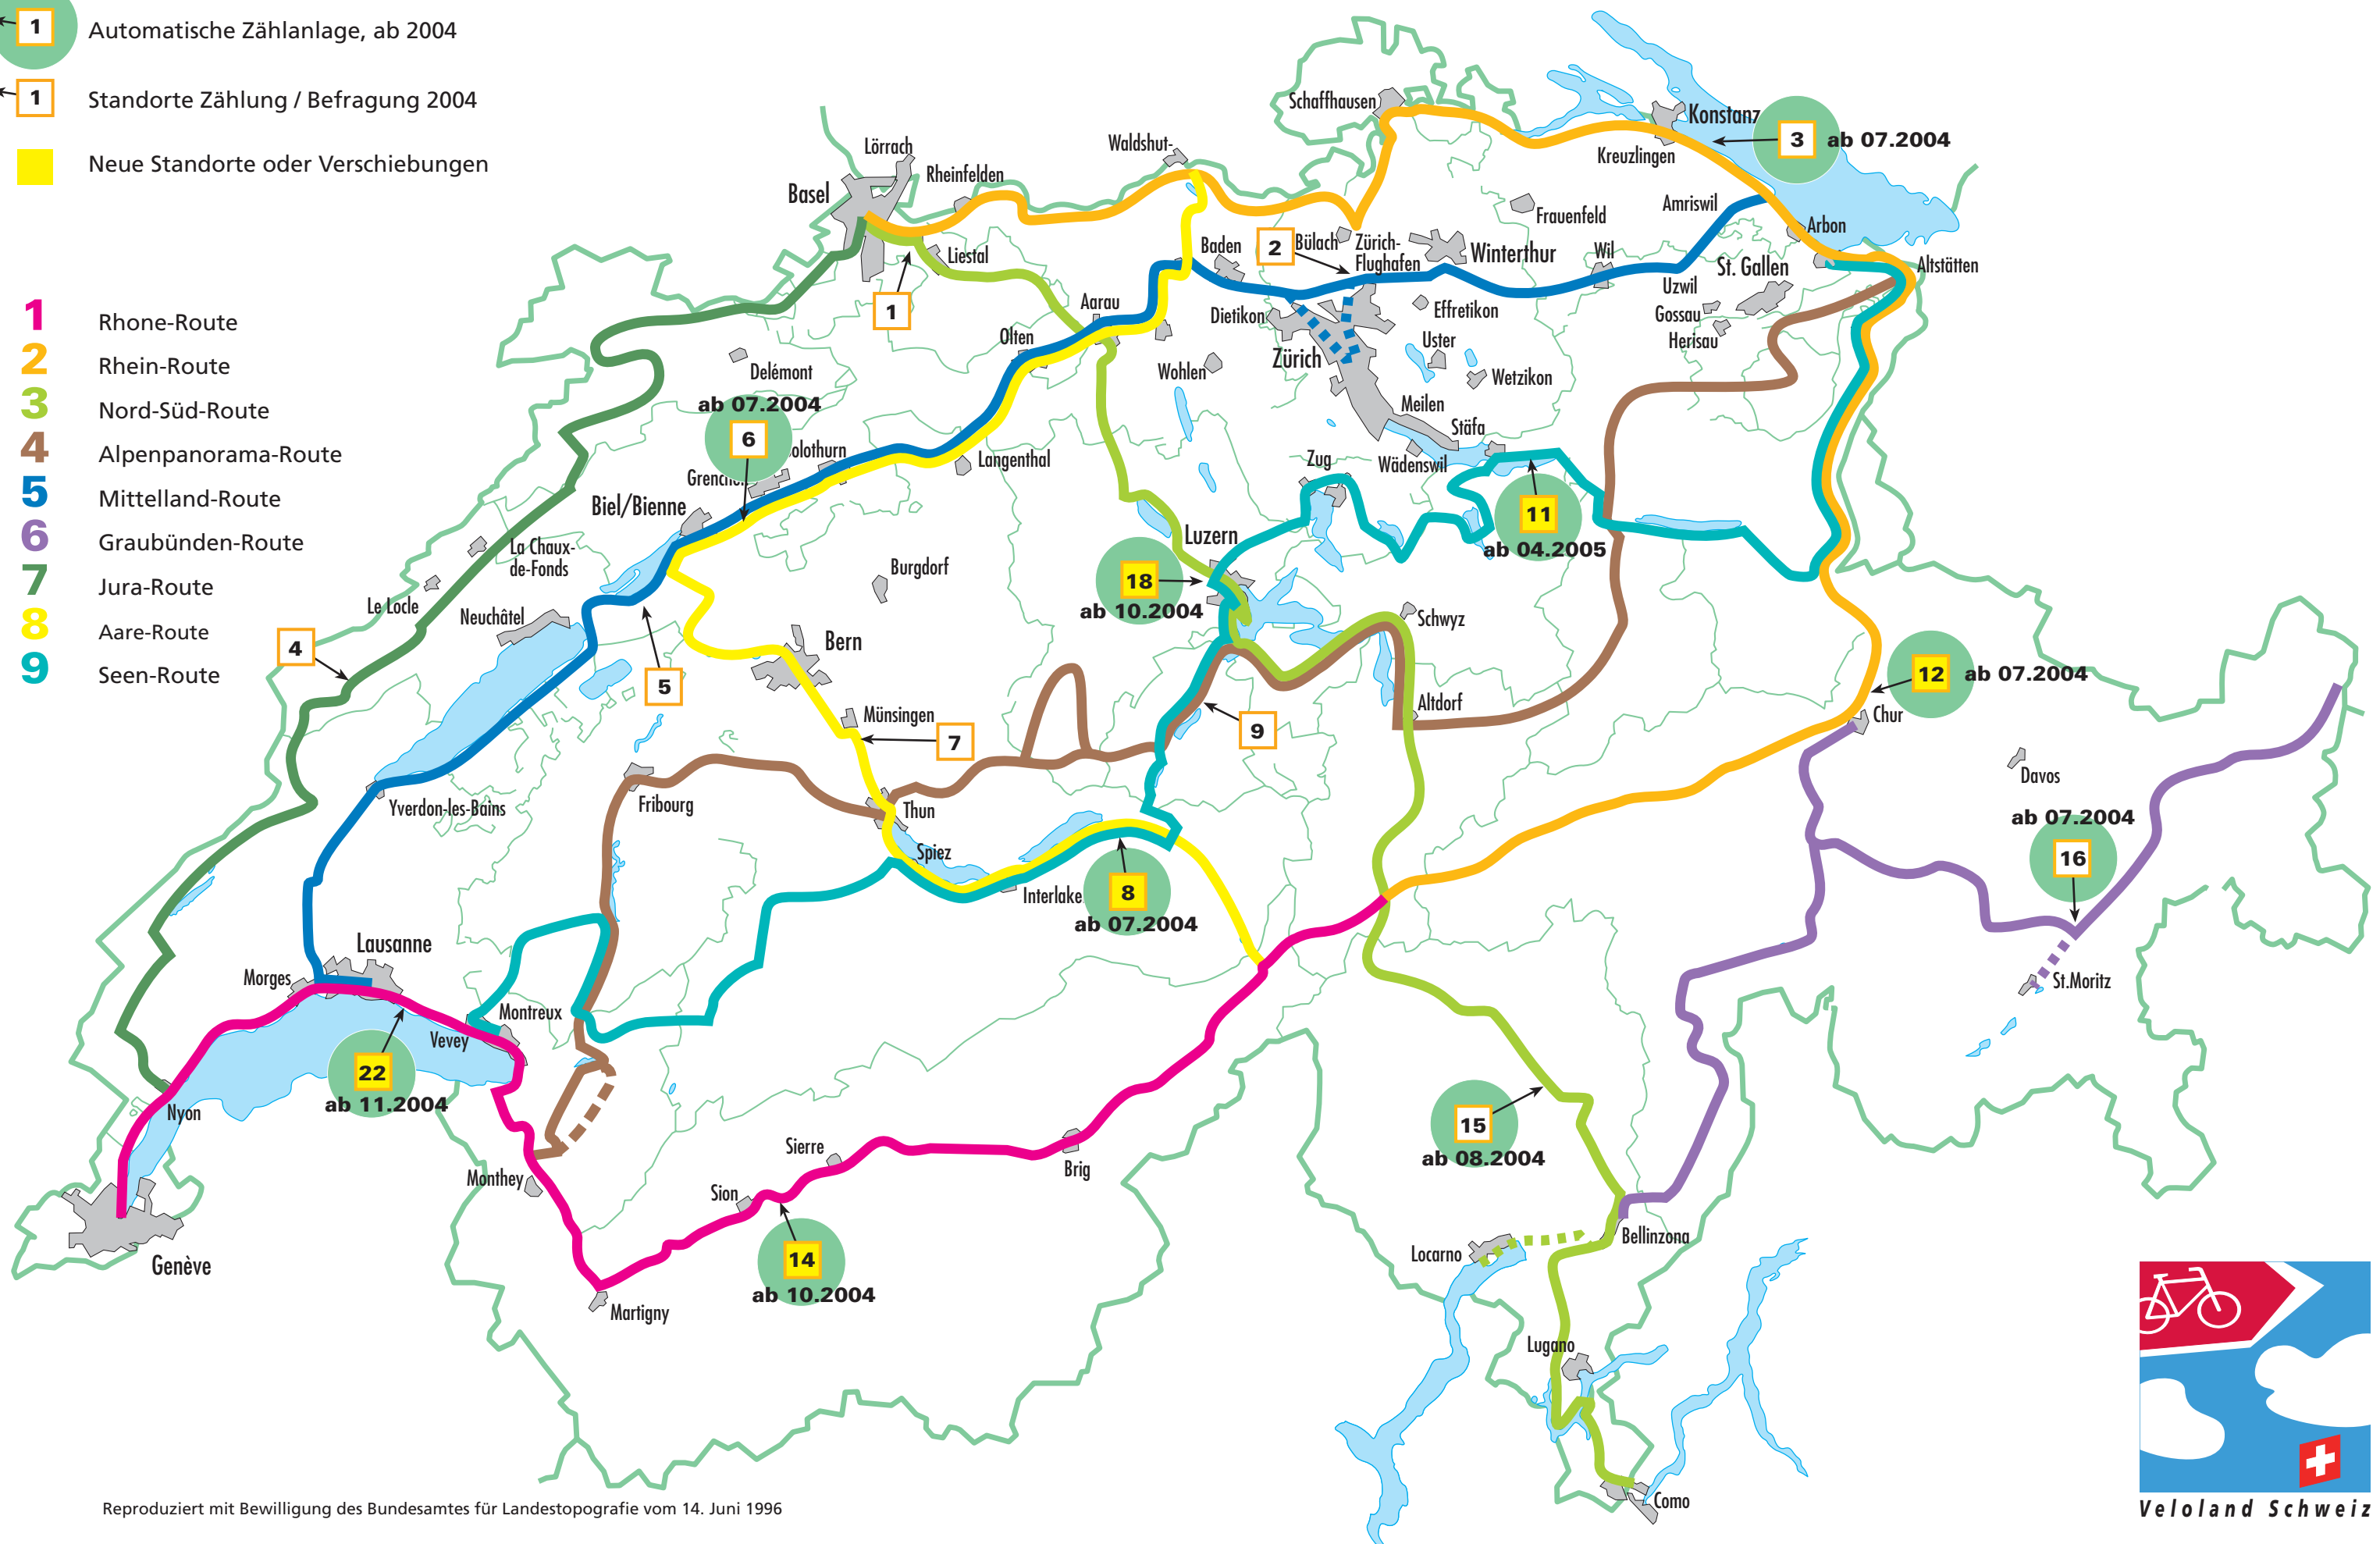 1 Automatische Zählanlage, ab 2004
1 Standorte Zählung / Befragung 2004
Neue Standorte oder Verschiebungen
1 Rhone-Route
2 Rhein-Route
3 Nord-Süd-Route
4 Alpenpanorama-Route
5 Mittelland-Route
6 Graubünden-Route
7 Jura-Route
8 Aare-Route
9 Seen-Route
Schaffhausen
Konstanz
3 ab 07.2004
Kreuzlingen
Lörrach
Waldshut-
Basel
Rheinfelden
Frauenfeld
Amriswil
Arbon
Liestal
Baden
2
Bülach
Zürich-
Flughafen
Winterthur
Wil
St. Gallen
Altstätten
Uzwil
1
Aarau
Dietikon
Effretikon
Gossau
Herisau
Olten
Zürich
Uster
Delémont
Wohlen
Wetzikon
ab 07.2004
6
Meilen
Stäfa
olothurn
Langenthal
Zug
Wädenswil
Grenchen
Biel/Bienne
11
ab 04.2005
Luzern
La Chaux-
de-Fonds
Burgdorf
18
ab 10.2004
Le Locle
Neuchâtel
Schwyz
Bern
4
5
12 ab 07.2004
Altdorf
Chur
Münsingen
7
9
Davos
Yverdon-les-Bains
Fribourg
Thun
ab 07.2004
16
Spiez
Interlake
8
ab 07.2004
Lausanne
Morges
St.Moritz
Montreux
Vevey
22
ab 11.2004
Nyon
15
ab 08.2004
Sierre
Brig
Monthey
Sion
Bellinzona
Locarno
Genève
14
ab 10.2004
Martigny
Lugano
Como
Reproduziert mit Bewilligung des Bundesamtes für Landestopografie vom 14. Juni 1996
Veloland Schweiz